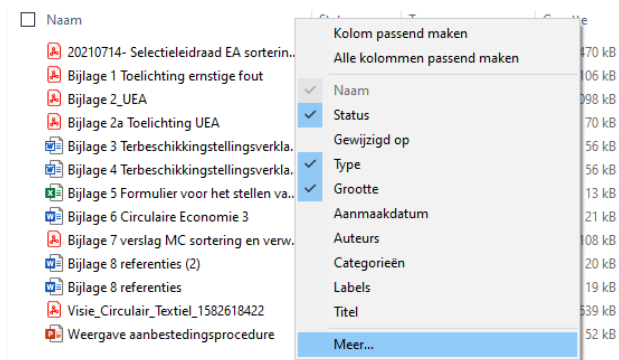 Naam
20210714- Selectieleidraad EA sorterin... 470 kB
Bijlage 1 Toelichting ernstige fout 106 kB
Bijlage 2_UEA 098 kB
Bijlage 2a Toelichting UEA 70 kB
Bijlage 3 Terbeschikkingstellingsverkla... 56 kB
Bijlage 4 Terbeschikkingstellingsverkla... 56 kB
Bijlage 5 Formulier voor het stellen va... 13 kB
Bijlage 6 Circulaire Economie 3 21 kB
Bijlage 7 verslag MC sortering en verw... 108 kB
Bijlage 8 referenties (2) 20 kB
Bijlage 8 referenties 19 kB
Visie_Circulair_Textiel_1582618422 539 kB
Weergave aanbestedingsprocedure 52 kB
Kolom passend maken
Alle kolommen passend maken
Naam
Status
Gewijzigd op
Type
Grootte
Aanmaakdatum
Auteurs
Categorieën
Labels
Titel
Meer...